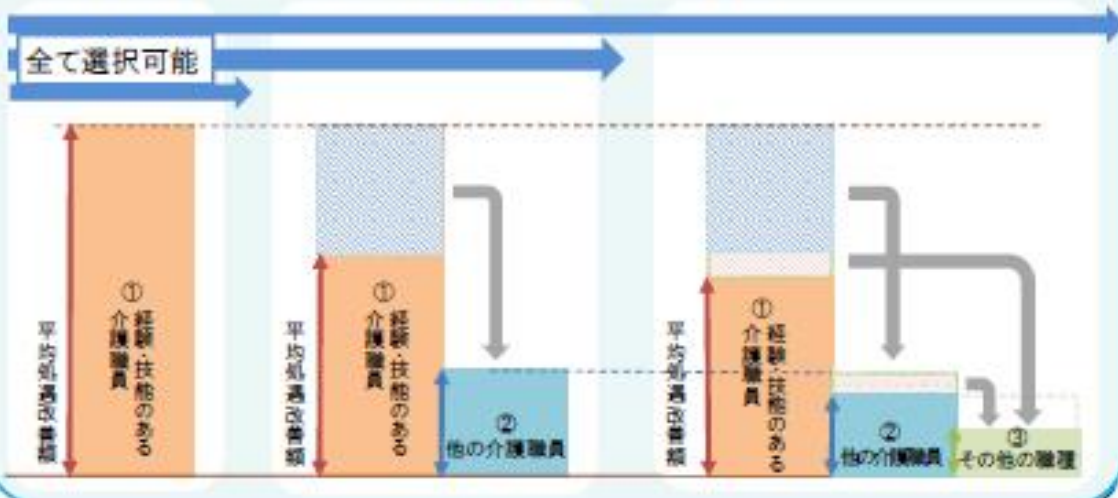 全て選択可能
平均処遇改善額
①
経験・技能のある
介護職員
平均処遇改善額
①
経験・技能のある
介護職員
②
他の介護職員
平均処遇改善額
①
経験・技能のある
介護職員
②
他の介護職員
③
その他の職種